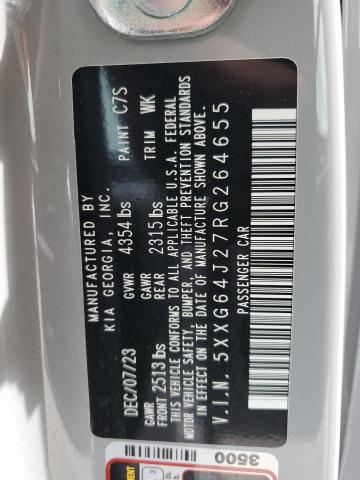 MANUFACTURED BY
KIA GEORGIA, INC.
DEC/07/23 GVWR 4354 lbs PAINT C7S
GAWR GAWR TRIM WK
FRONT 2513 lbs REAR 2315 lbs
THIS VEHICLE CONFORMS TO ALL APPLICABLE U.S.A. FEDERAL
MOTOR VEHICLE SAFETY, BUMPER, AND THEFT PREVENTION STANDARDS
IN EFFECT ON THE DATE OF MANUFACTURE SHOWN ABOVE.
V.I.N. 5XXG64J27RG264655
PASSENGER CAR
3500